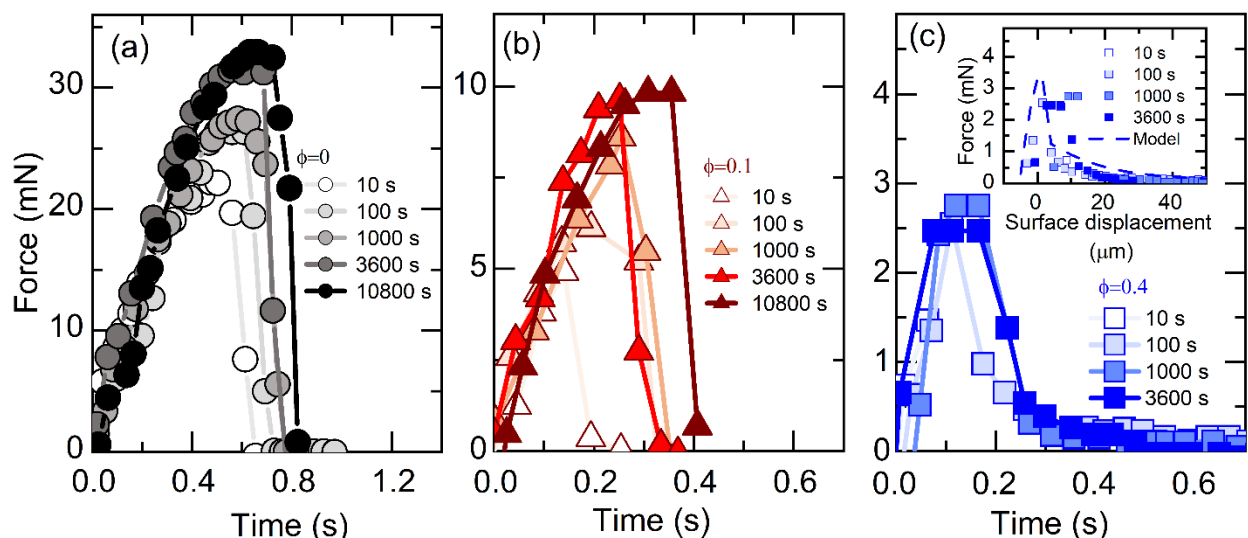 (a)
Force (mN)
30
20
10
0
ϕ=0
10 s
100 s
1000 s
3600 s
10800 s
0.0 0.4 0.8 1.2
Time (s)
(b)
10
5
0
ϕ=0.1
10 s
100 s
1000 s
3600 s
10800 s
0.0 0.2 0.4 0.6
Time (s)
(c)
4
3
2
1
0
Force (mN)
4
3
2
1
0
10 s
100 s
1000 s
3600 s
Model
0 20 40
Surface displacement
(μm)
ϕ=0.4
10 s
100 s
1000 s
3600 s
0.0 0.2 0.4 0.6
Time (s)